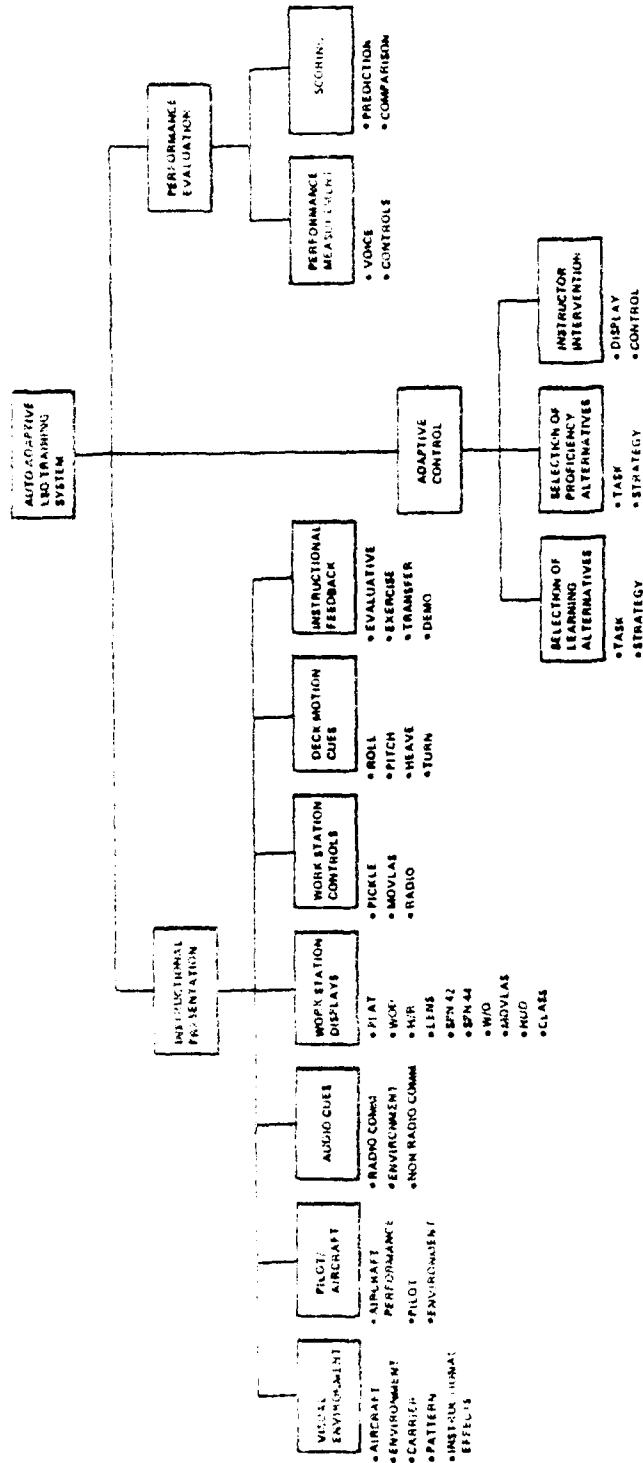 AUTO ADAPTIVE
LSO TRAINING
SYSTEM
INSTRUCTIONAL
PRESENTATION
PERFORMANCE
EVALUATION
VISUAL
ENVIRONMENT
• AIRCRAFT
• ENVIRONMENT
• CARRIER
• PATTERN
• INSTRUCTIONAL
EFFECTS
PILOT/
AIRCRAFT
• AIRCRAFT
PERFORMANCE
• PILOT
• ENVIRONMENT
AUDIO CUES
• RADIO COMM
• ENVIRONMENT
• NON RADIO COMM
WORK STATION
DISPLAYS
• PLAT
• WOD
• H/R
• LENS
• SPN 42
• SPN 44
• W/O
• MOVLAS
• HUD
• CLASS
WORK STATION
CONTROLS
• PICKLE
• MOVLAS
• RADIO
DECK MOTION
CUES
• ROLL
• PITCH
• HEAVE
• TURN
INSTRUCTIONAL
FEEDBACK
• EVALUATIVE
• EXERCISE
• TRANSFER
• DEMO
PERFORMANCE
MEASUREMENT
• VOICE
• CONTROLS
SCORING
• PREDICTION
• COMPARISON
ADAPTIVE
CONTROL
SELECTION OF
LEARNING
ALTERNATIVES
• TASK
• STRATEGY
SELECTION OF
PROFICIENCY
ALTERNATIVES
• TASK
• STRATEGY
INSTRUCTOR
INTERVENTION
• DISPLAY
• CONTROL